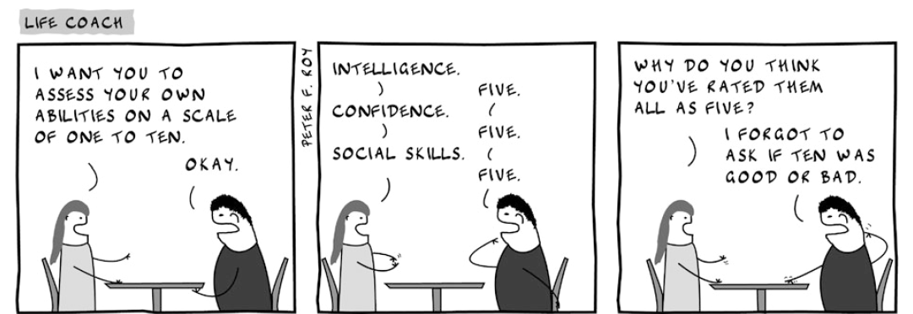 LIFE COACH
I WANT YOU TO
ASSESS YOUR OWN
ABILITIES ON A SCALE
OF ONE TO TEN.
OKAY.
PETER F. ROY
INTELLIGENCE.
FIVE.
CONFIDENCE.
FIVE.
SOCIAL SKILLS.
FIVE.
WHY DO YOU THINK
YOU'VE RATED THEM
ALL AS FIVE?
I FORGOT TO
ASK IF TEN WAS
GOOD OR BAD.